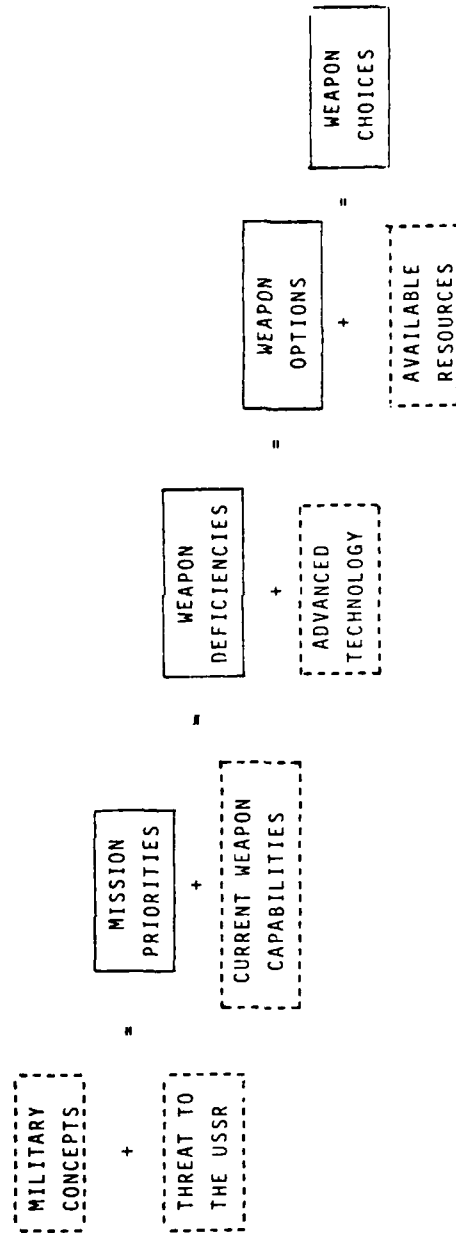 MILITARY
CONCEPTS
+
THREAT TO
THE USSR
=
MISSION
PRIORITIES
+
CURRENT WEAPON
CAPABILITIES
=
WEAPON
DEFICIENCIES
+
ADVANCED
TECHNOLOGY
=
WEAPON
OPTIONS
+
AVAILABLE
RESOURCES
=
WEAPON
CHOICES